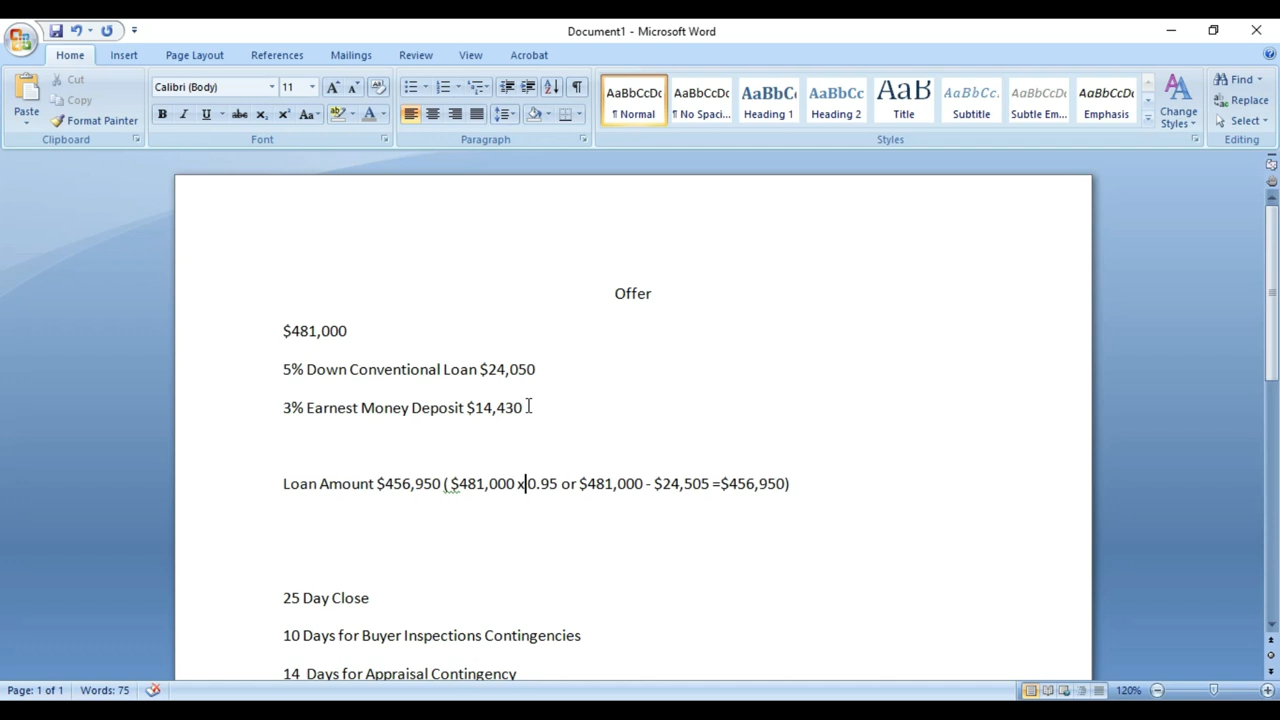 Document1 - Microsoft Word
Home Insert Page Layout References Mailings Review View Acrobat
Paste
Cut
Copy
Format Painter
Clipboard
Calibri (Body) 11
B I U abc x₂ x² Aa
Font
Paragraph
AaBbCcDc AaBbCcDc AaBbC( AaBbCc AaB AaBbCc. AaBbCcDc AaBbCcDc
¶ Normal ¶ No Spaci... Heading 1 Heading 2 Title Subtitle Subtle Em... Emphasis
Change Styles
Styles
Find
Replace
Select
Editing
Offer
$481,000
5% Down Conventional Loan $24,050
3% Earnest Money Deposit $14,430
Loan Amount $456,950 ( $481,000 x 0.95 or $481,000 - $24,505 =$456,950)
25 Day Close
10 Days for Buyer Inspections Contingencies
14 Days for Appraisal Contingency
Page: 1 of 1 Words: 75 120%